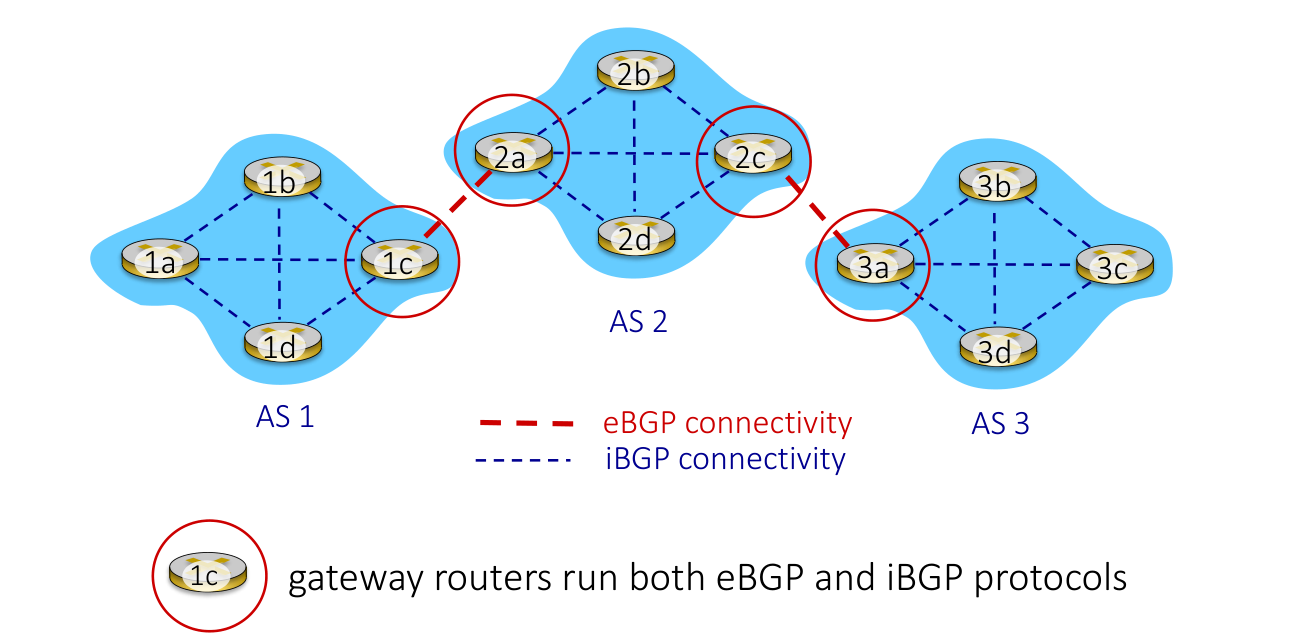 2b
2a
2c
2d
1b
1a
1c
1d
3b
3a
3c
3d
AS 2
AS 1
AS 3
eBGP connectivity
iBGP connectivity
1c
gateway routers run both eBGP and iBGP protocols